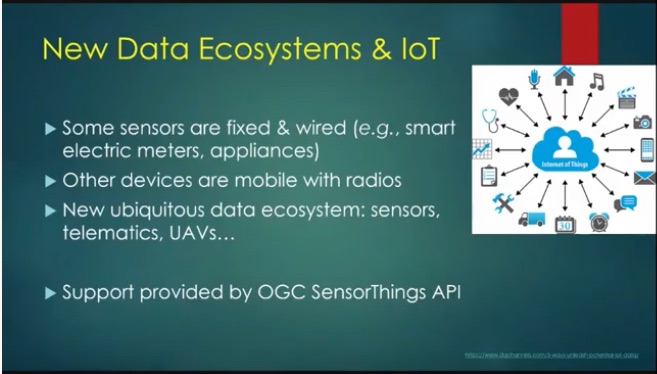 New Data Ecosystems & IoT
Some sensors are fixed & wired (e.g., smart
electric meters, appliances)
Other devices are mobile with radios
New ubiquitous data ecosystem: sensors,
telematics, UAVs...
Support provided by OGC SensorThings API
Internet of Things
30